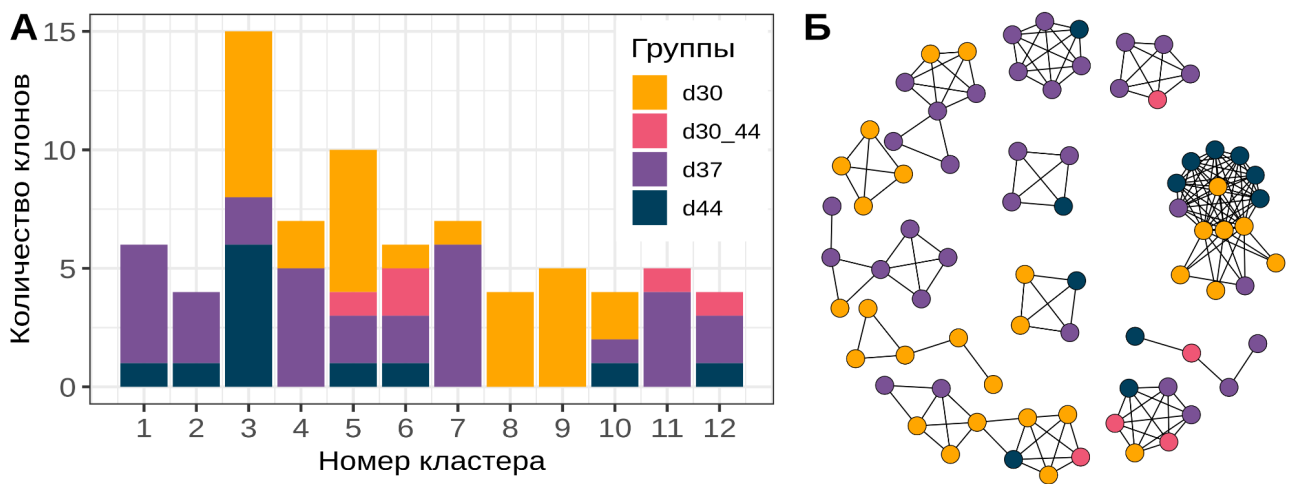 А
Количество клонов
15
10
5
0
Группы
d30
d30_44
d37
d44
1 2 3 4 5 6 7 8 9 10 11 12
Номер кластера
Б